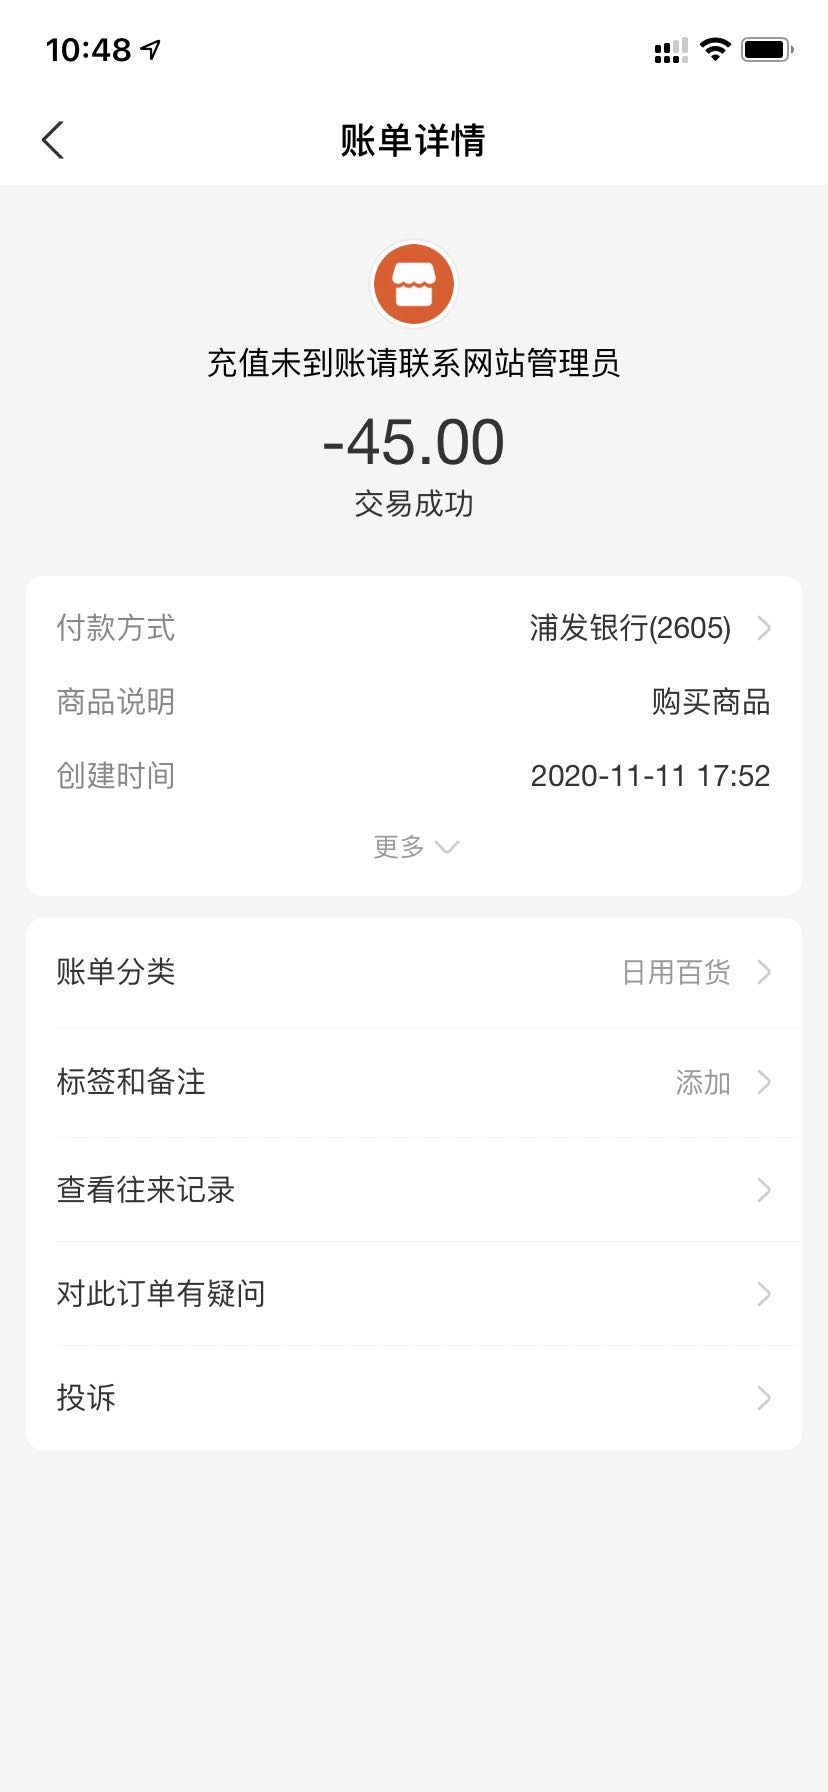 10:48
账单详情
充值未到账请联系网站管理员
-45.00
交易成功
付款方式 浦发银行(2605)
商品说明 购买商品
创建时间 2020-11-11 17:52
更多
账单分类 日用百货
标签和备注 添加
查看往来记录
对此订单有疑问
投诉